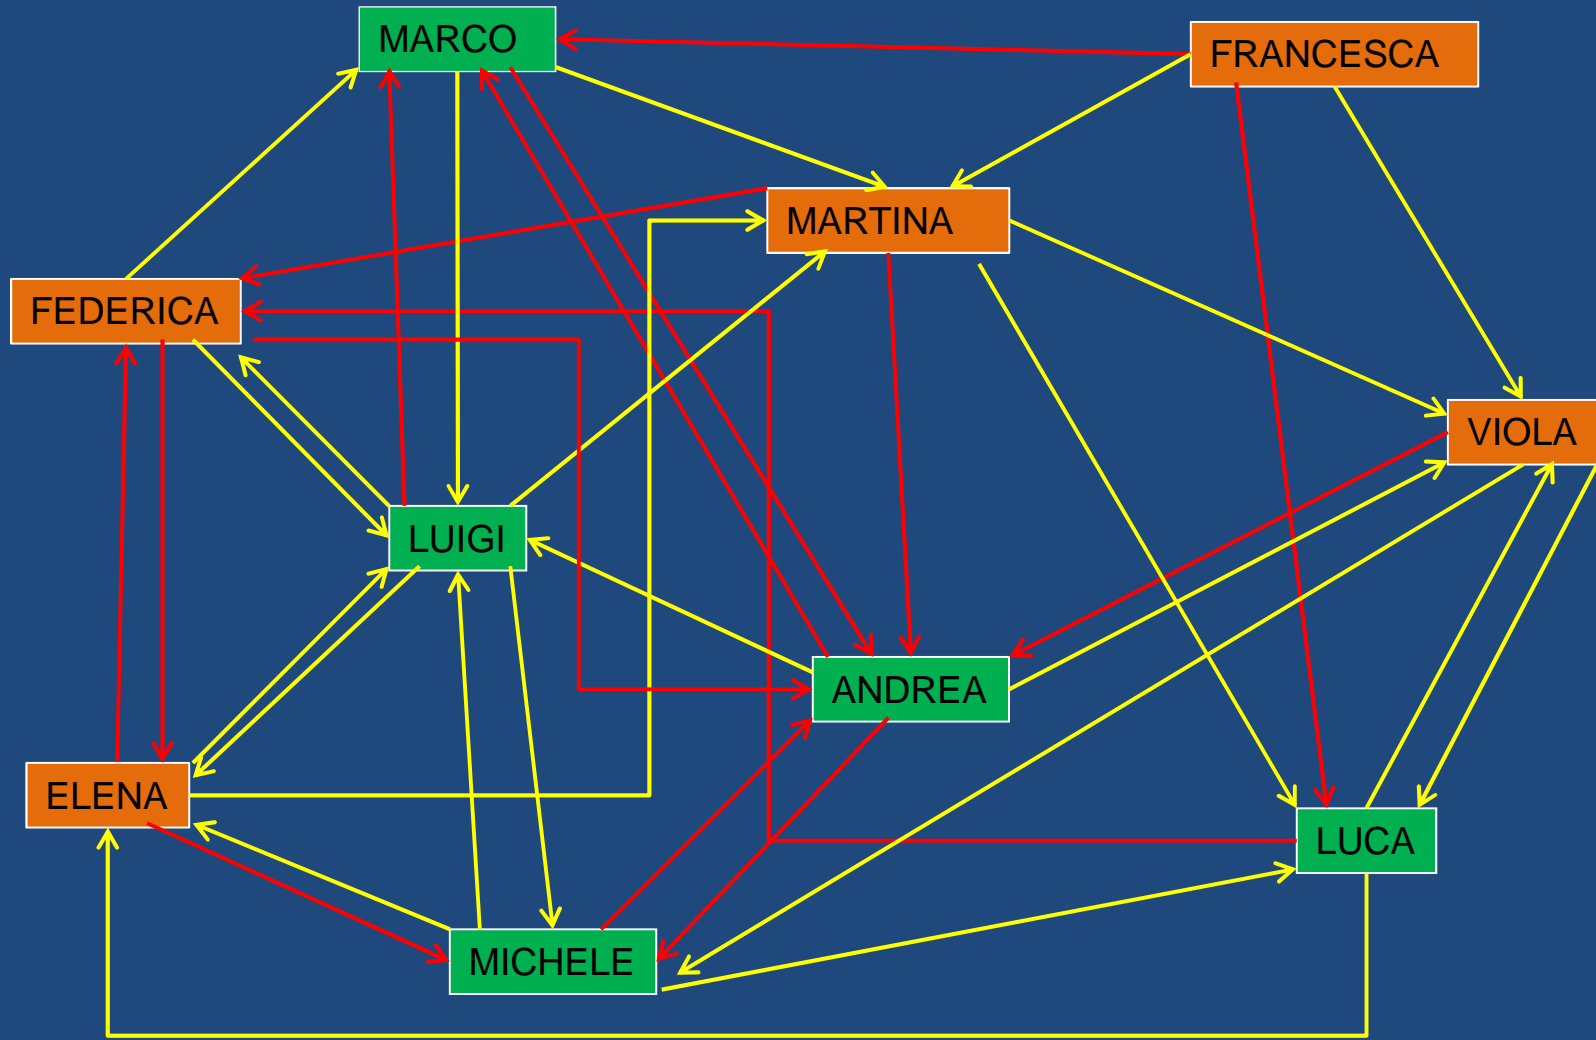 MARCO
FRANCESCA
MARTINA
FEDERICA
VIOLA
LUIGI
ANDREA
ELENA
LUCA
MICHELE